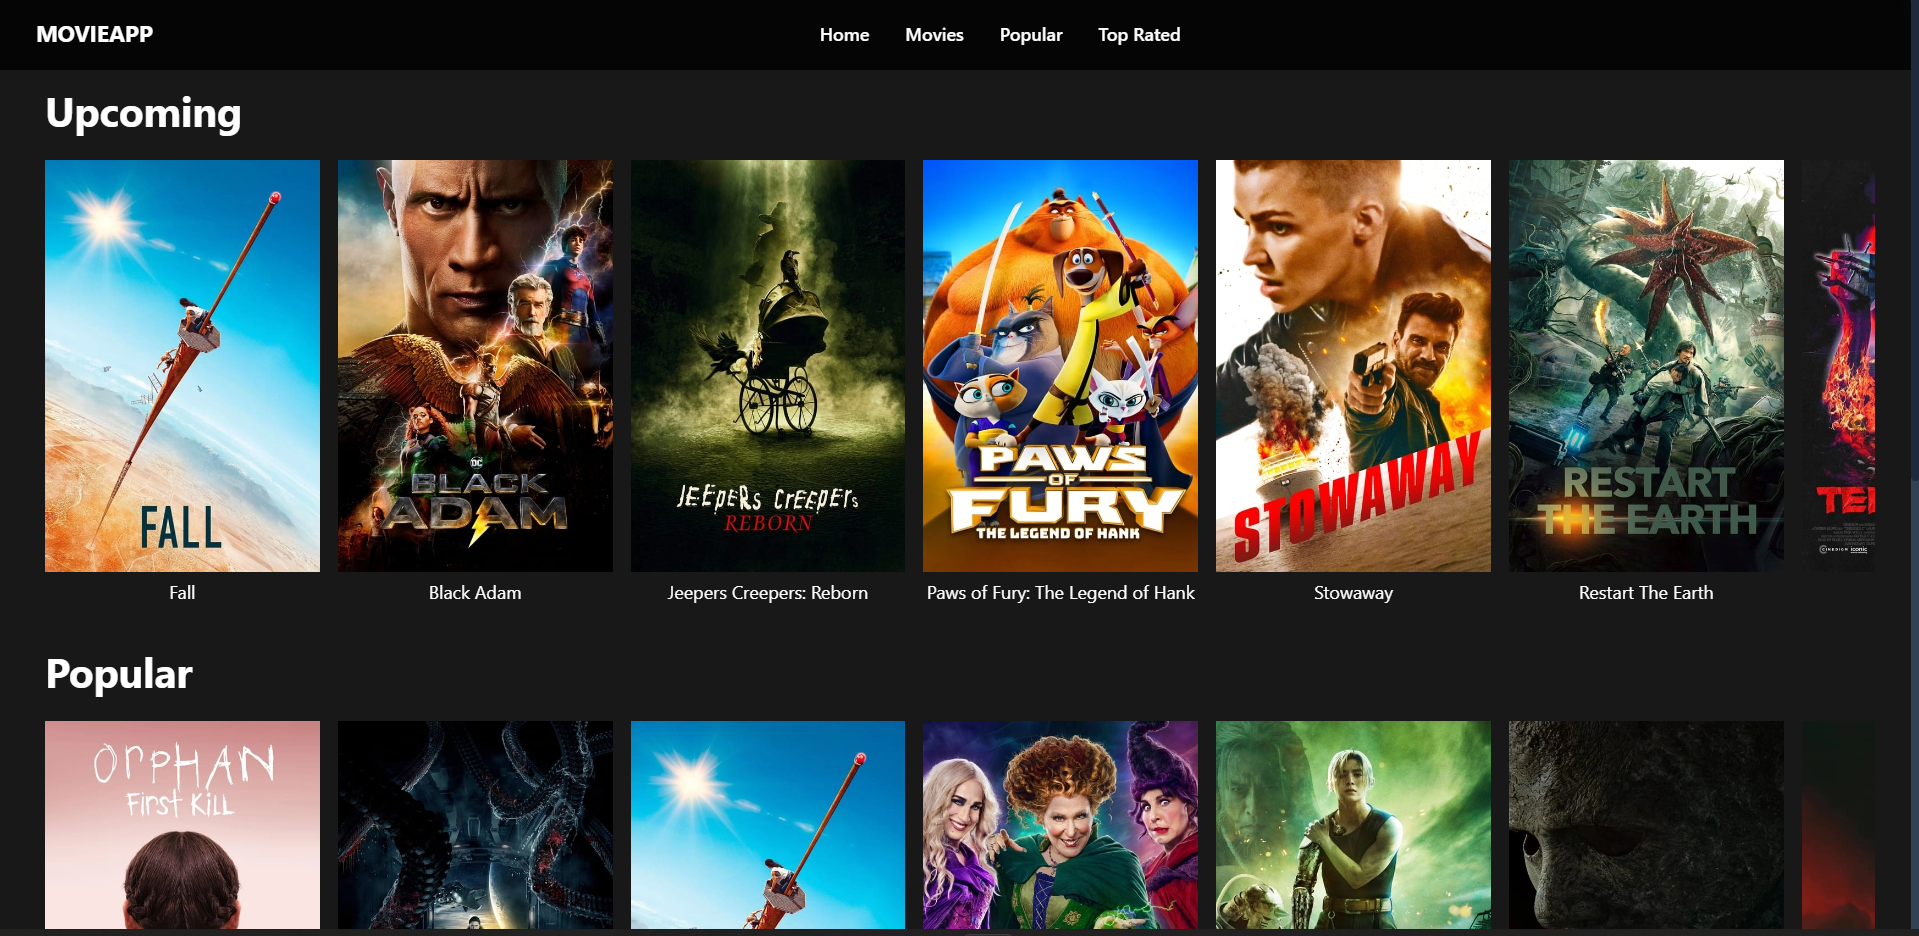 MOVIEAPP
Home
Movies
Popular
Top Rated
Upcoming
FALL
DC
BLACK
ADAM
JEEPERS CREEPERS
REBORN
PAWS
OF
FURY
THE LEGEND OF HANK
STOWAWAY
RESTART
THE EARTH
Fall
Black Adam
Jeepers Creepers: Reborn
Paws of Fury: The Legend of Hank
Stowaway
Restart The Earth
Popular
ORPHAN
First Kill